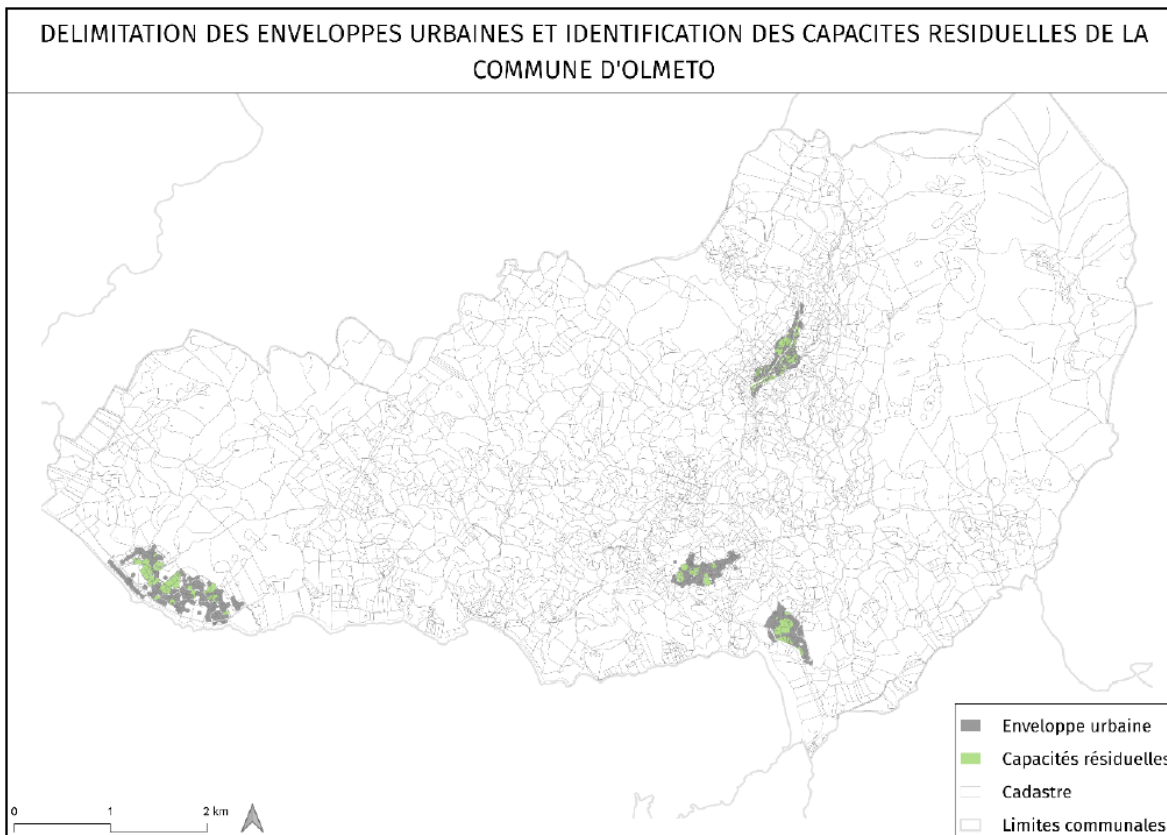 DELIMITATION DES ENVELOPPES URBAINES ET IDENTIFICATION DES CAPACITES RESIDUELLES DE LA
COMMUNE D'OLMETO
Enveloppe urbaine
Capacités résiduelles
Cadastre
Limites communales
0 1 2 km